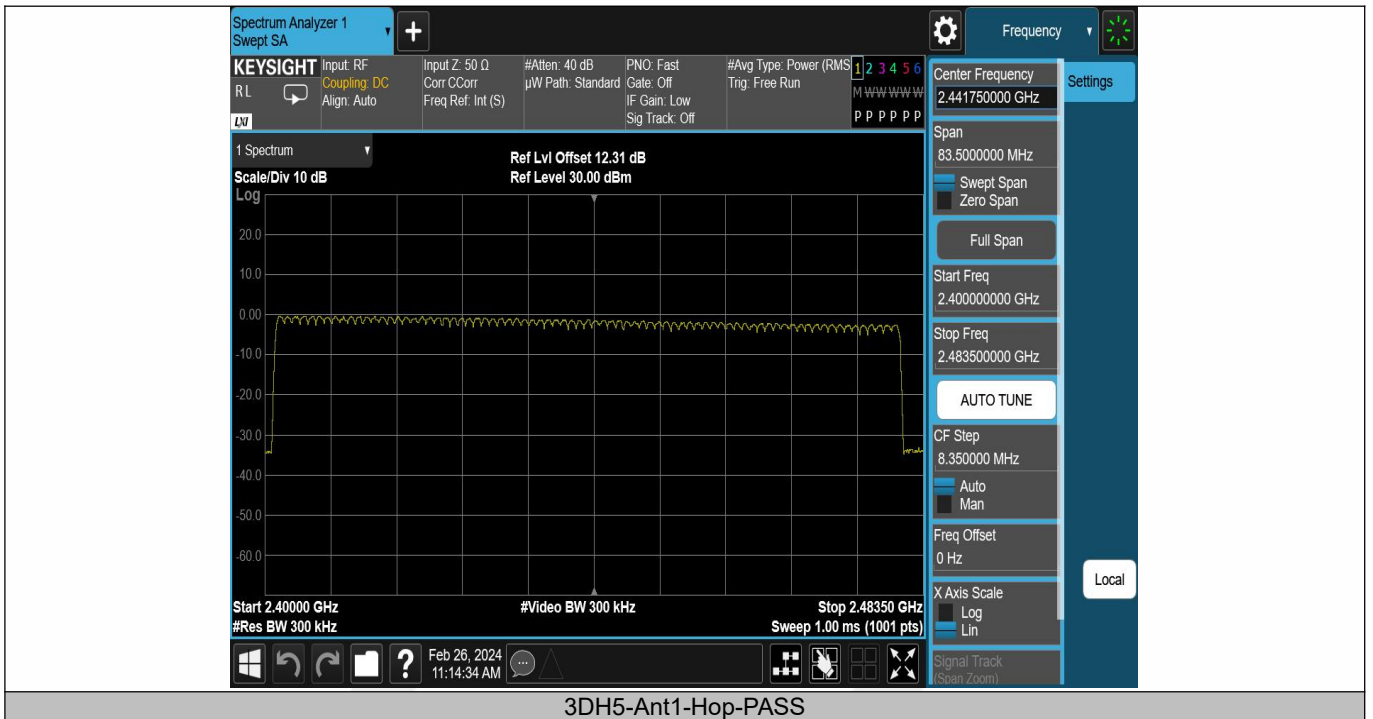 Spectrum Analyzer 1
Swept SA
+
Frequency
KEYSIGHT
RL
LXI
Input: RF
Coupling: DC
Align: Auto
Input Z: 50 Ω
Corr CCorr
Freq Ref: Int (S)
#Atten: 40 dB
µW Path: Standard
PNO: Fast
Gate: Off
IF Gain: Low
Sig Track: Off
#Avg Type: Power (RMS
Trig: Free Run
1 2 3 4 5 6
M W W W W W
P P P P P P
1 Spectrum
Scale/Div 10 dB
Ref Lvl Offset 12.31 dB
Ref Level 30.00 dBm
Log
20.0
10.0
0.00
-10.0
-20.0
-30.0
-40.0
-50.0
-60.0
Start 2.40000 GHz
#Res BW 300 kHz
#Video BW 300 kHz
Stop 2.48350 GHz
Sweep 1.00 ms (1001 pts)
Center Frequency
2.441750000 GHz
Settings
Span
83.5000000 MHz
Swept Span
Zero Span
Full Span
Start Freq
2.400000000 GHz
Stop Freq
2.483500000 GHz
AUTO TUNE
CF Step
8.350000 MHz
Auto
Man
Freq Offset
0 Hz
X Axis Scale
Log
Lin
Signal Track
(Span Zoom)
Local
?
Feb 26, 2024
11:14:34 AM
3DH5-Ant1-Hop-PASS